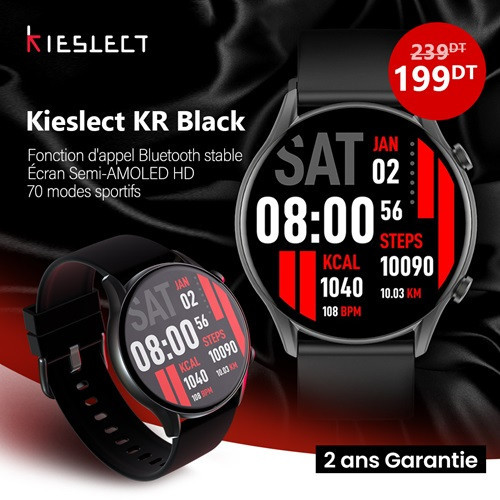 KIESLECT
239DT
199DT
Kieslect KR Black
Fonction d'appel Bluetooth stable
Écran Semi-AMOLED HD
70 modes sportifs
SAT
JAN
02
08:00
56
STEPS
10090
10.03 KM
KCAL
1040
108 BPM
SAT
JAN
02
08:00
56
STEPS
10090
10.03 KM
KCAL
1040
108 BPM
2 ans Garantie